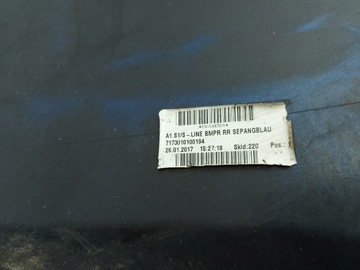 A1 S1/S-LINE BMPR RR SEPANGBLAU
7173010100194
25.01.2017 15:27:18 Skid:220 Pos.: